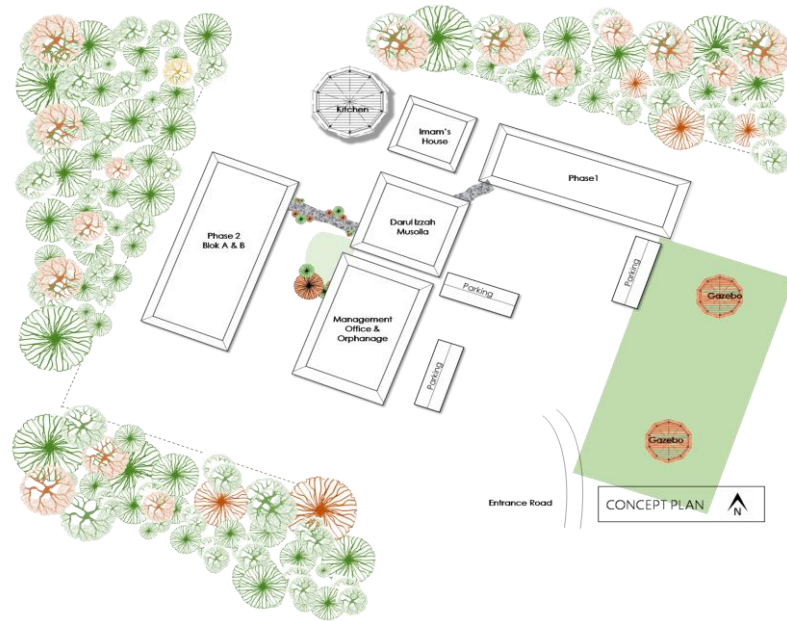 Kitchen
Imam's
House
Phase1
Darul Izzah
Musolla
Phase 2
Blok A & B
Parking
Parking
Gazebo
Management
Office &
Orphanage
Parking
Gazebo
Entrance Road
CONCEPT PLAN
N